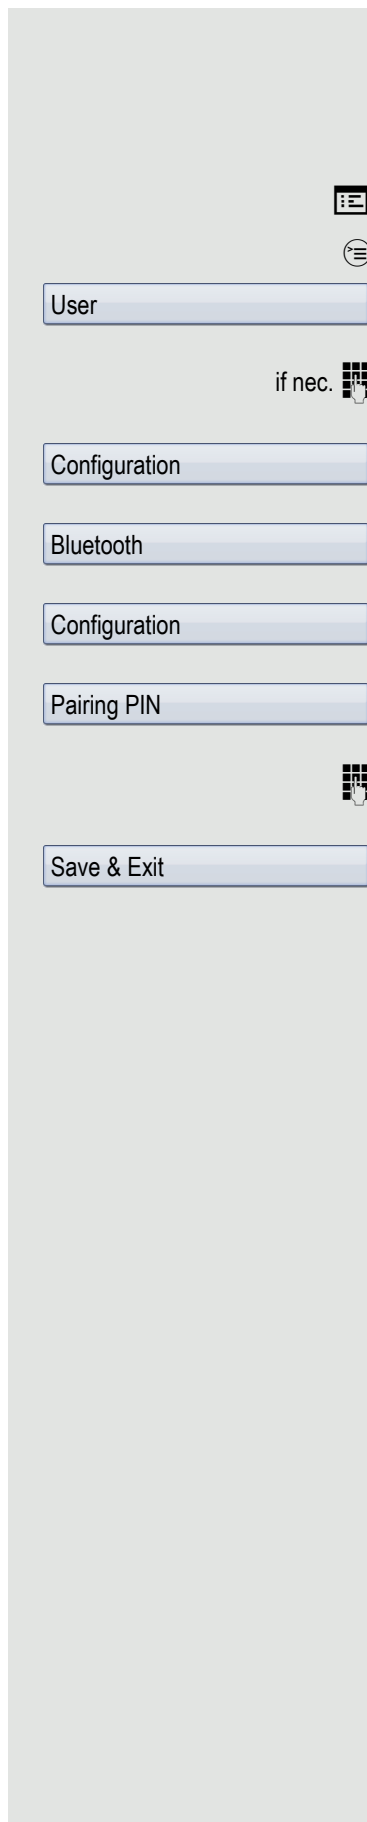 User
if nec.
Configuration
Bluetooth
Configuration
Pairing PIN
Save & Exit